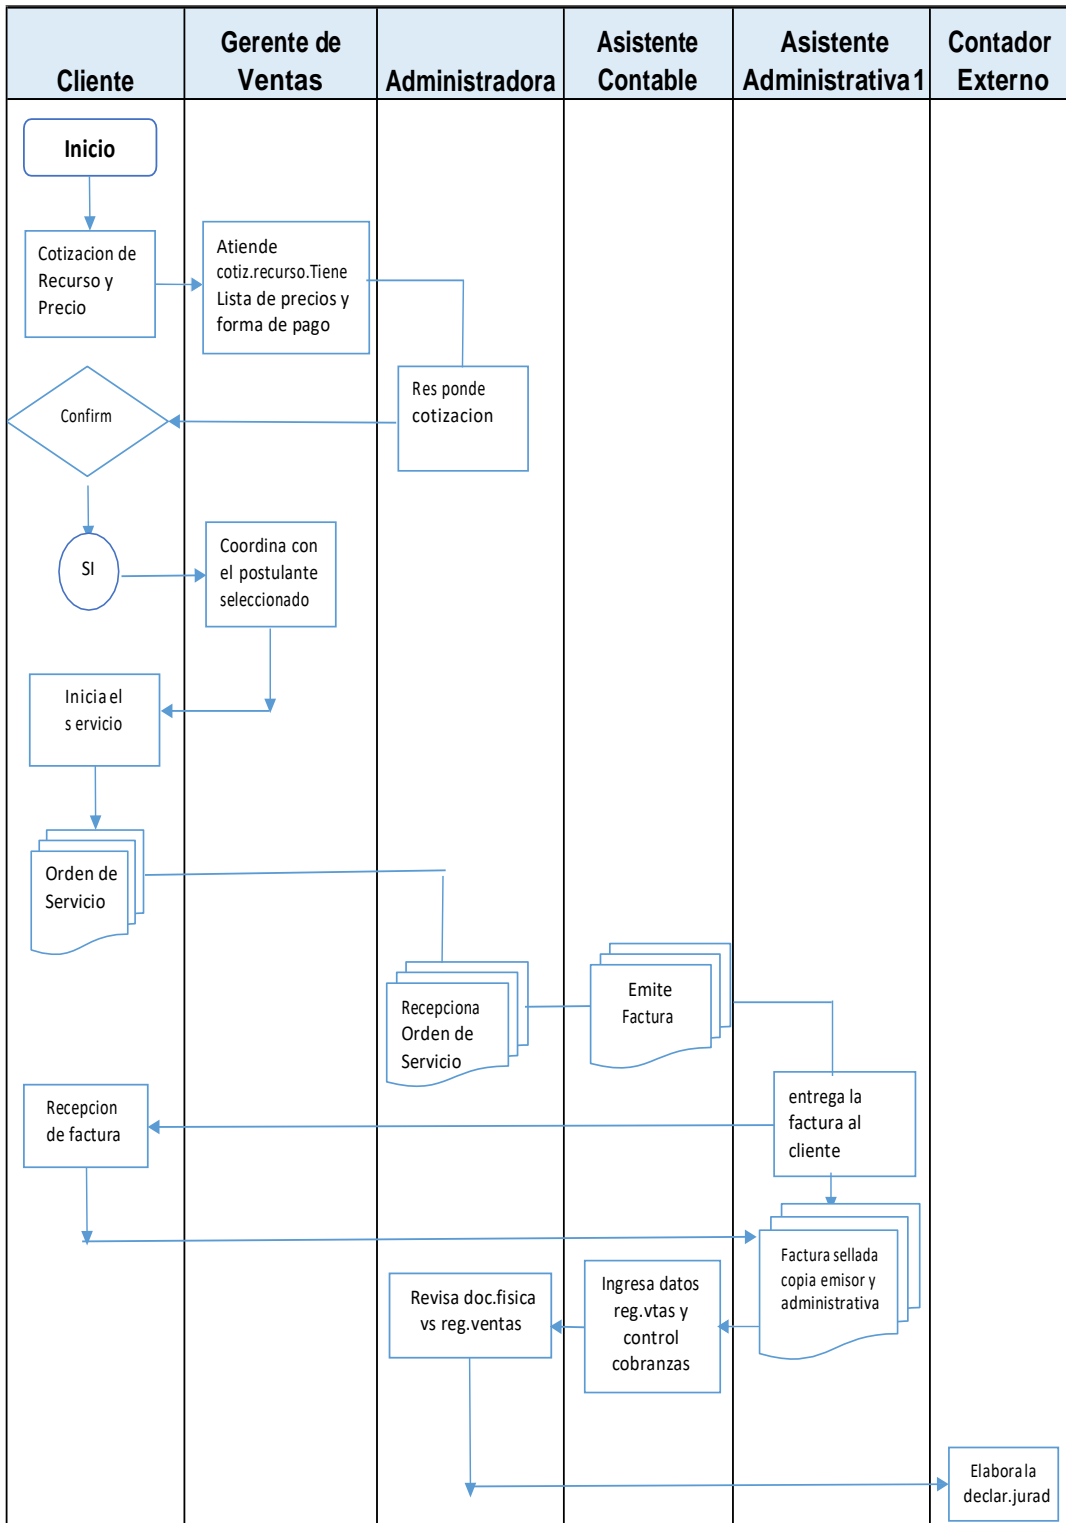 Cliente
Gerente de
Ventas
Administradora
Asistente
Contable
Asistente
Administrativa 1
Contador
Externo
Inicio
Cotizacion de
Recurso y
Precio
Atiende
cotiz.recurso.Tiene
Lista de precios y
forma de pago
Res ponde
cotizacion
Confirm
SI
Coordina con
el postulante
seleccionado
Inicia el
s ervicio
Orden de
Servicio
Recepciona
Orden de
Servicio
Emite
Factura
entrega la
factura al
cliente
Recepcion
de factura
Factura sellada
copia emisor y
administrativa
Ingresa datos
reg.vtas y
control
cobranzas
Revisa doc.fisica
vs reg.ventas
Elabora la
declar.jurad